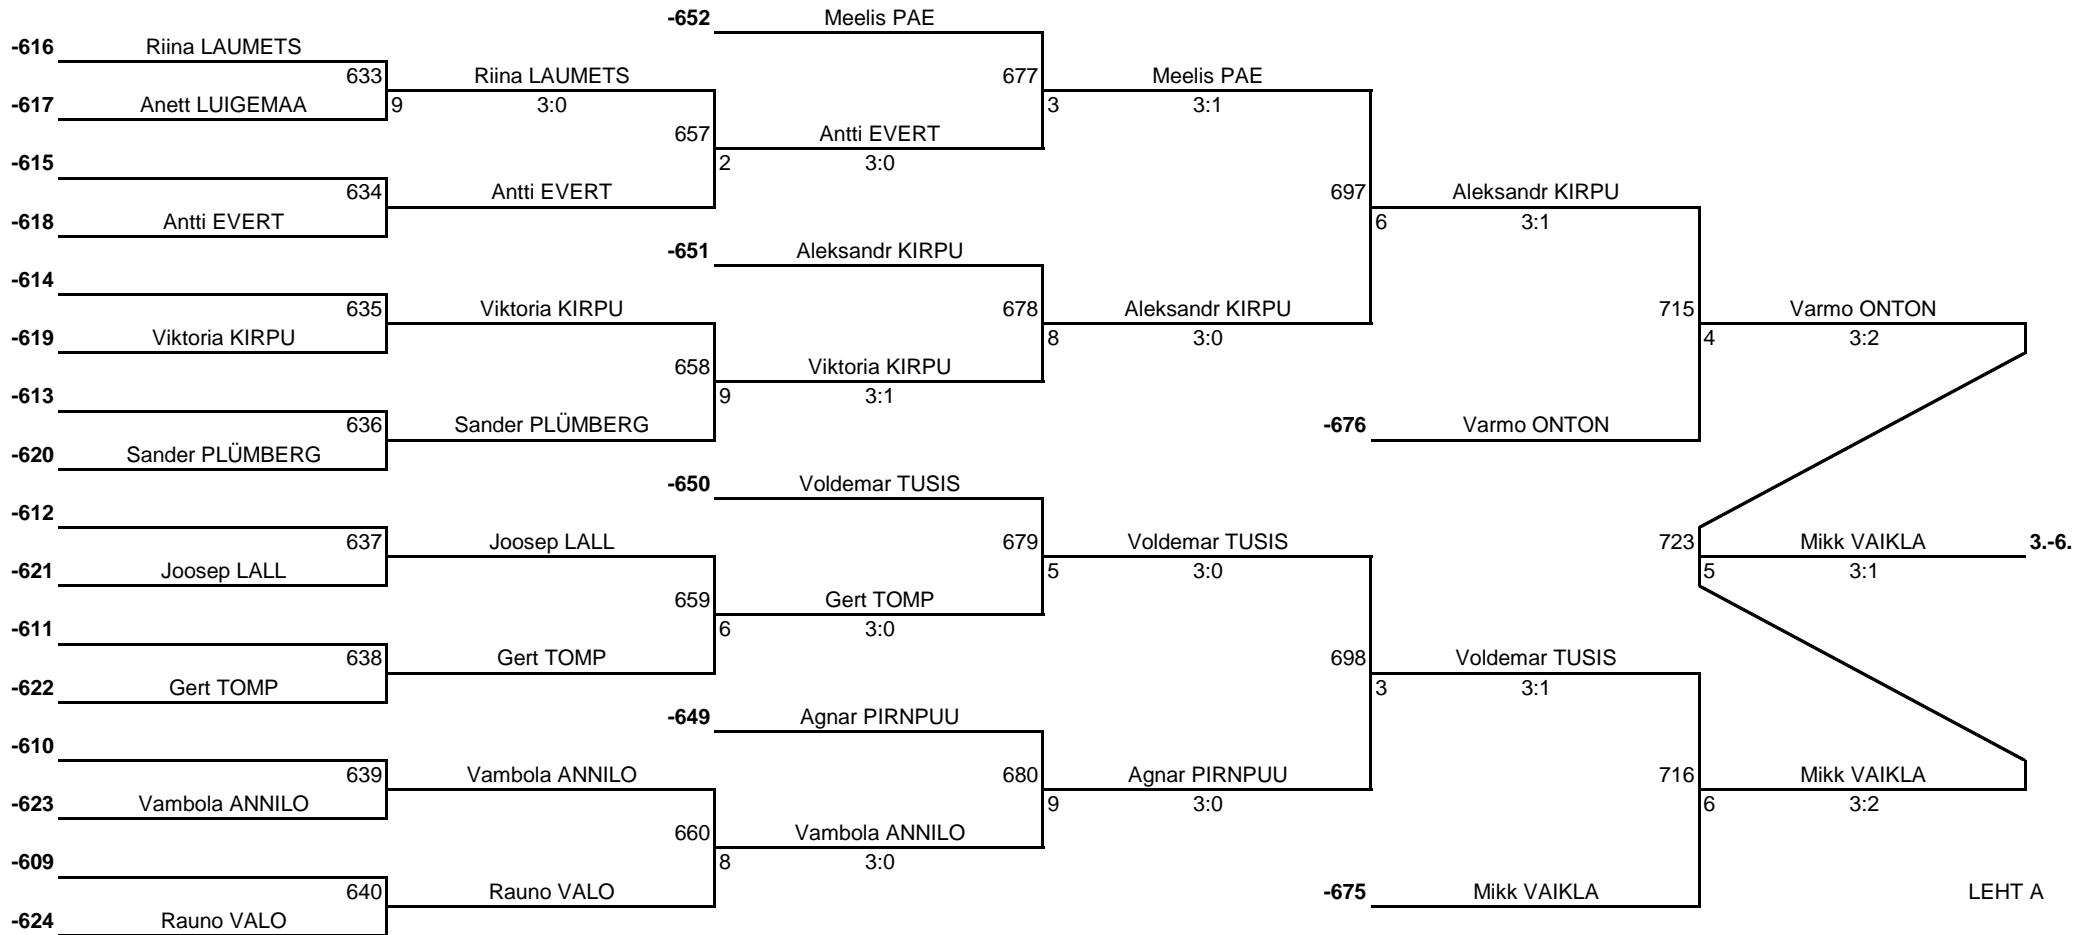 -652 Meelis PAE
-616 Riina LAUMETS
633 Riina LAUMETS 677 Meelis PAE
-617 Anett LUIGEMAA 9 3:0 3 3:1
657 Antti EVERT
-615 2 3:0
634 Antti EVERT 697 Aleksandr KIRPU
-618 Antti EVERT 6 3:1
-651 Aleksandr KIRPU
-614
635 Viktoria KIRPU 678 Aleksandr KIRPU 715 Varmo ONTON
-619 Viktoria KIRPU 8 3:0 4 3:2
658 Viktoria KIRPU
-613 9 3:1
636 Sander PLÜMBERG -676 Varmo ONTON
-620 Sander PLÜMBERG
-650 Voldemar TUSIS
-612
637 Joosep LALL 679 Voldemar TUSIS 723 Mikk VAIKLA 3.-6.
-621 Joosep LALL 5 3:0 5 3:1
659 Gert TOMP
-611 6 3:0
638 Gert TOMP 698 Voldemar TUSIS
-622 Gert TOMP 3 3:1
-649 Agnar PIRNPUU
-610
639 Vambola ANNILO 680 Agnar PIRNPUU 716 Mikk VAIKLA
-623 Vambola ANNILO 9 3:0 6 3:2
660 Vambola ANNILO
-609 8 3:0
640 Rauno VALO -675 Mikk VAIKLA LEHT A
-624 Rauno VALO